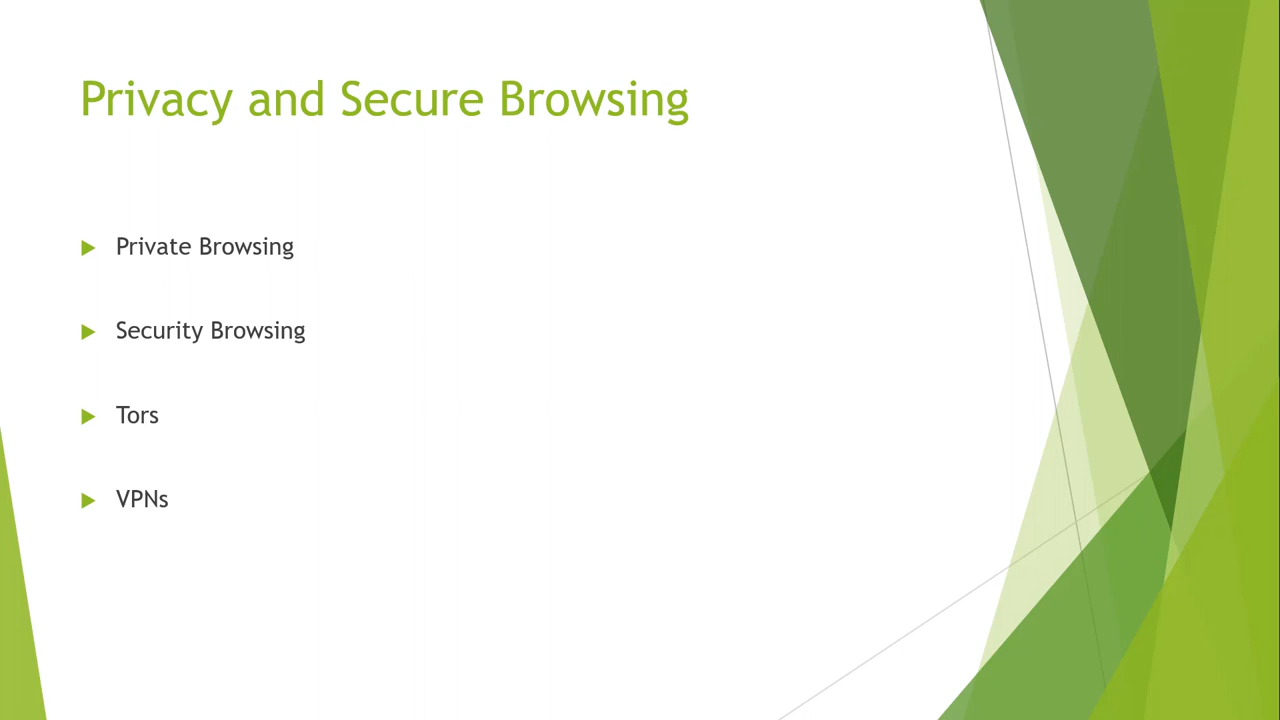 Privacy and Secure Browsing
Private Browsing
Security Browsing
Tors
VPNs